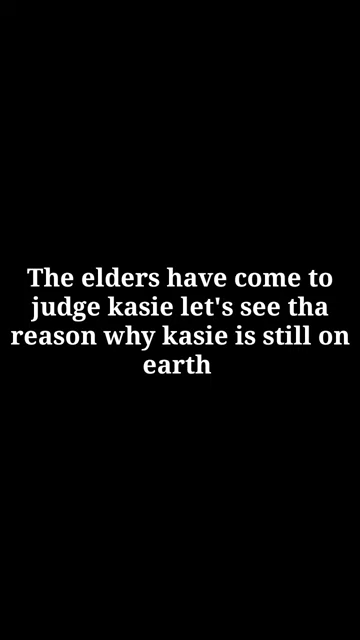 The elders have come to
judge kasie let's see tha
reason why kasie is still on
earth